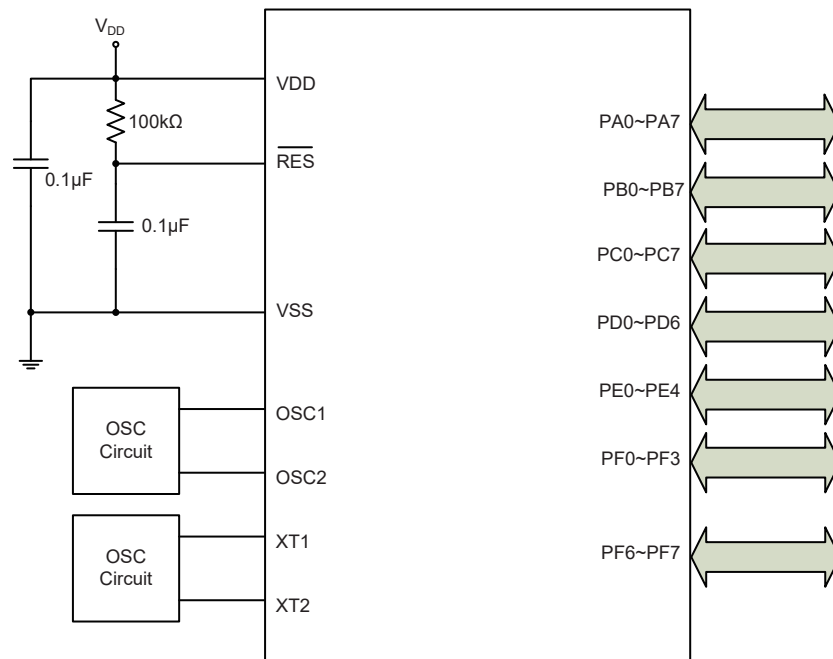 VDD
VDD
100kΩ
RES
0.1µF
0.1µF
VSS
OSC
Circuit
OSC1
OSC2
OSC
Circuit
XT1
XT2
PA0~PA7
PB0~PB7
PC0~PC7
PD0~PD6
PE0~PE4
PF0~PF3
PF6~PF7